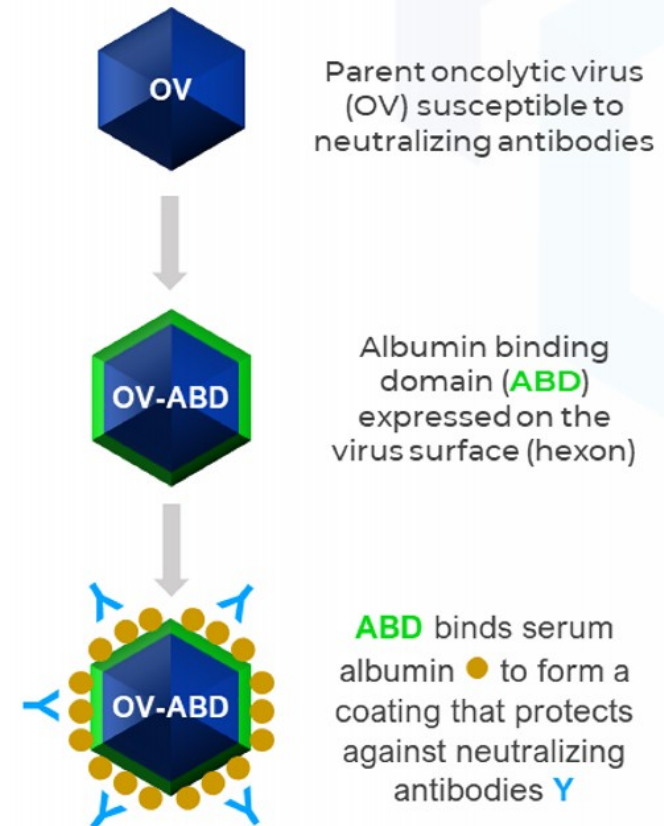 OV
Parent oncolytic virus
(OV) susceptible to
neutralizing antibodies
OV-ABD
Albumin binding
domain (ABD)
expressed on the
virus surface (hexon)
OV-ABD
ABD binds serum
albumin to form a
coating that protects
against neutralizing
antibodies Y